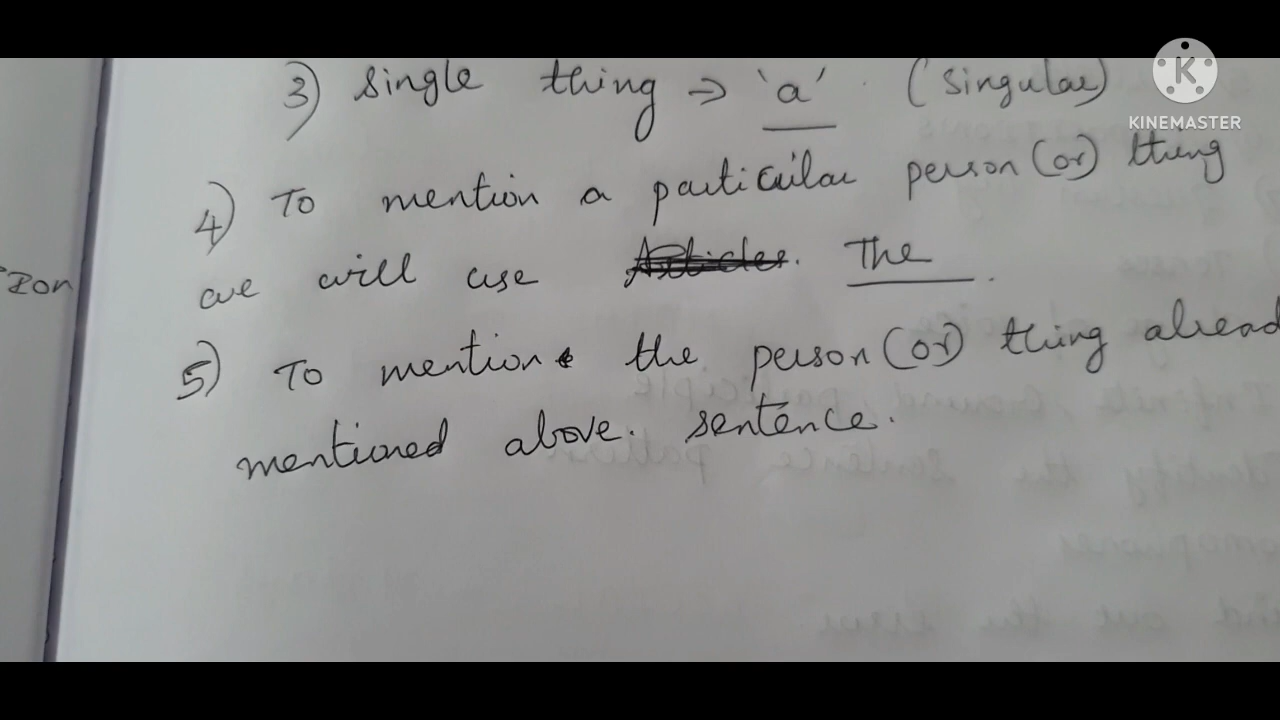 3) single thing → 'a' (singular)
KINEMASTER
4) To mention a particular person (or) thing
we will use The.
zon
5) To mention the person (or) thing alread
mentioned above. sentence.